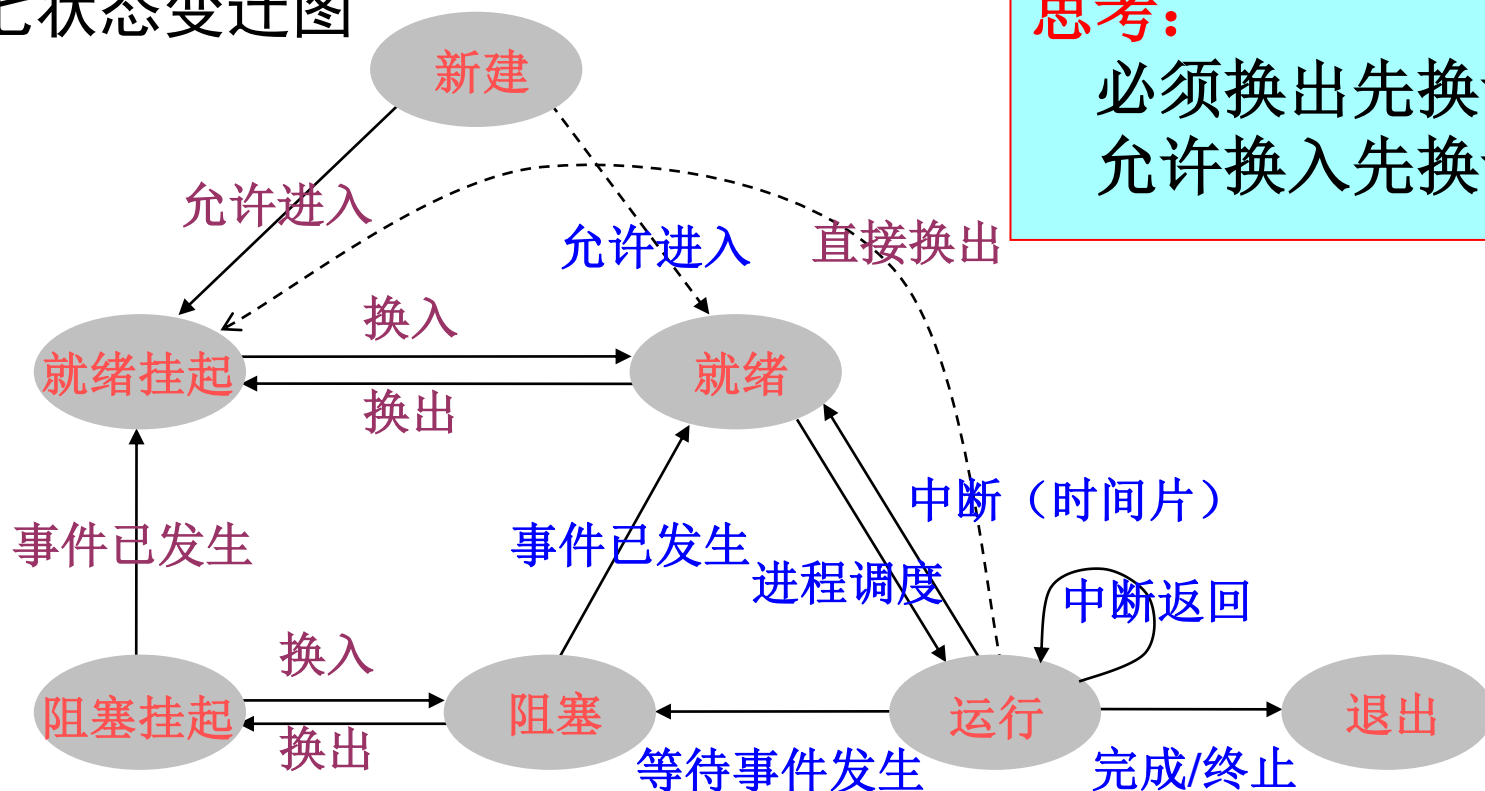 状态变迁图
思考:
必须换出先换
允许换入先换
新建
允许进入
允许进入
直接换出
换入
就绪挂起
就绪
换出
中断（时间片）
事件已发生
事件已发生
进程调度
中断返回
换入
阻塞挂起
阻塞
运行
退出
换出
等待事件发生
完成/终止